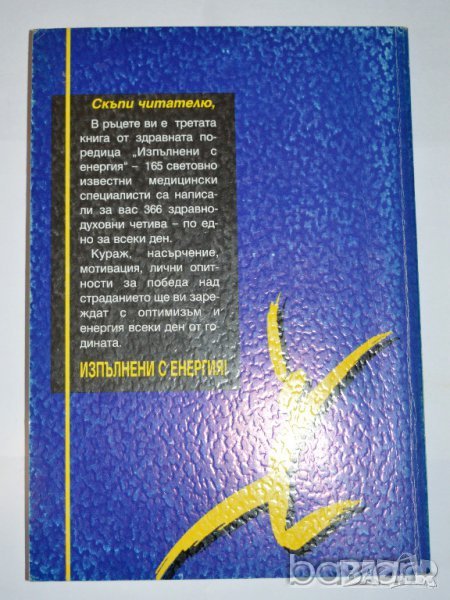 Скъпи читателю,
В ръцете ви е третата
книга от здравната по-
редица „Изпълнени с
енергия“ – 165 световно
известни медицински
специалисти са написа-
ли за вас 366 здравно-
духовни четива – по ед-
но за всеки ден.
Кураж, насърчение,
мотивация, лични опит-
ности за победа над
страданието ще ви заре-
ждат с оптимизъм и
енергия всеки ден от го-
дината.
ИЗПЪЛНЕНИ С ЕНЕРГИЯ!